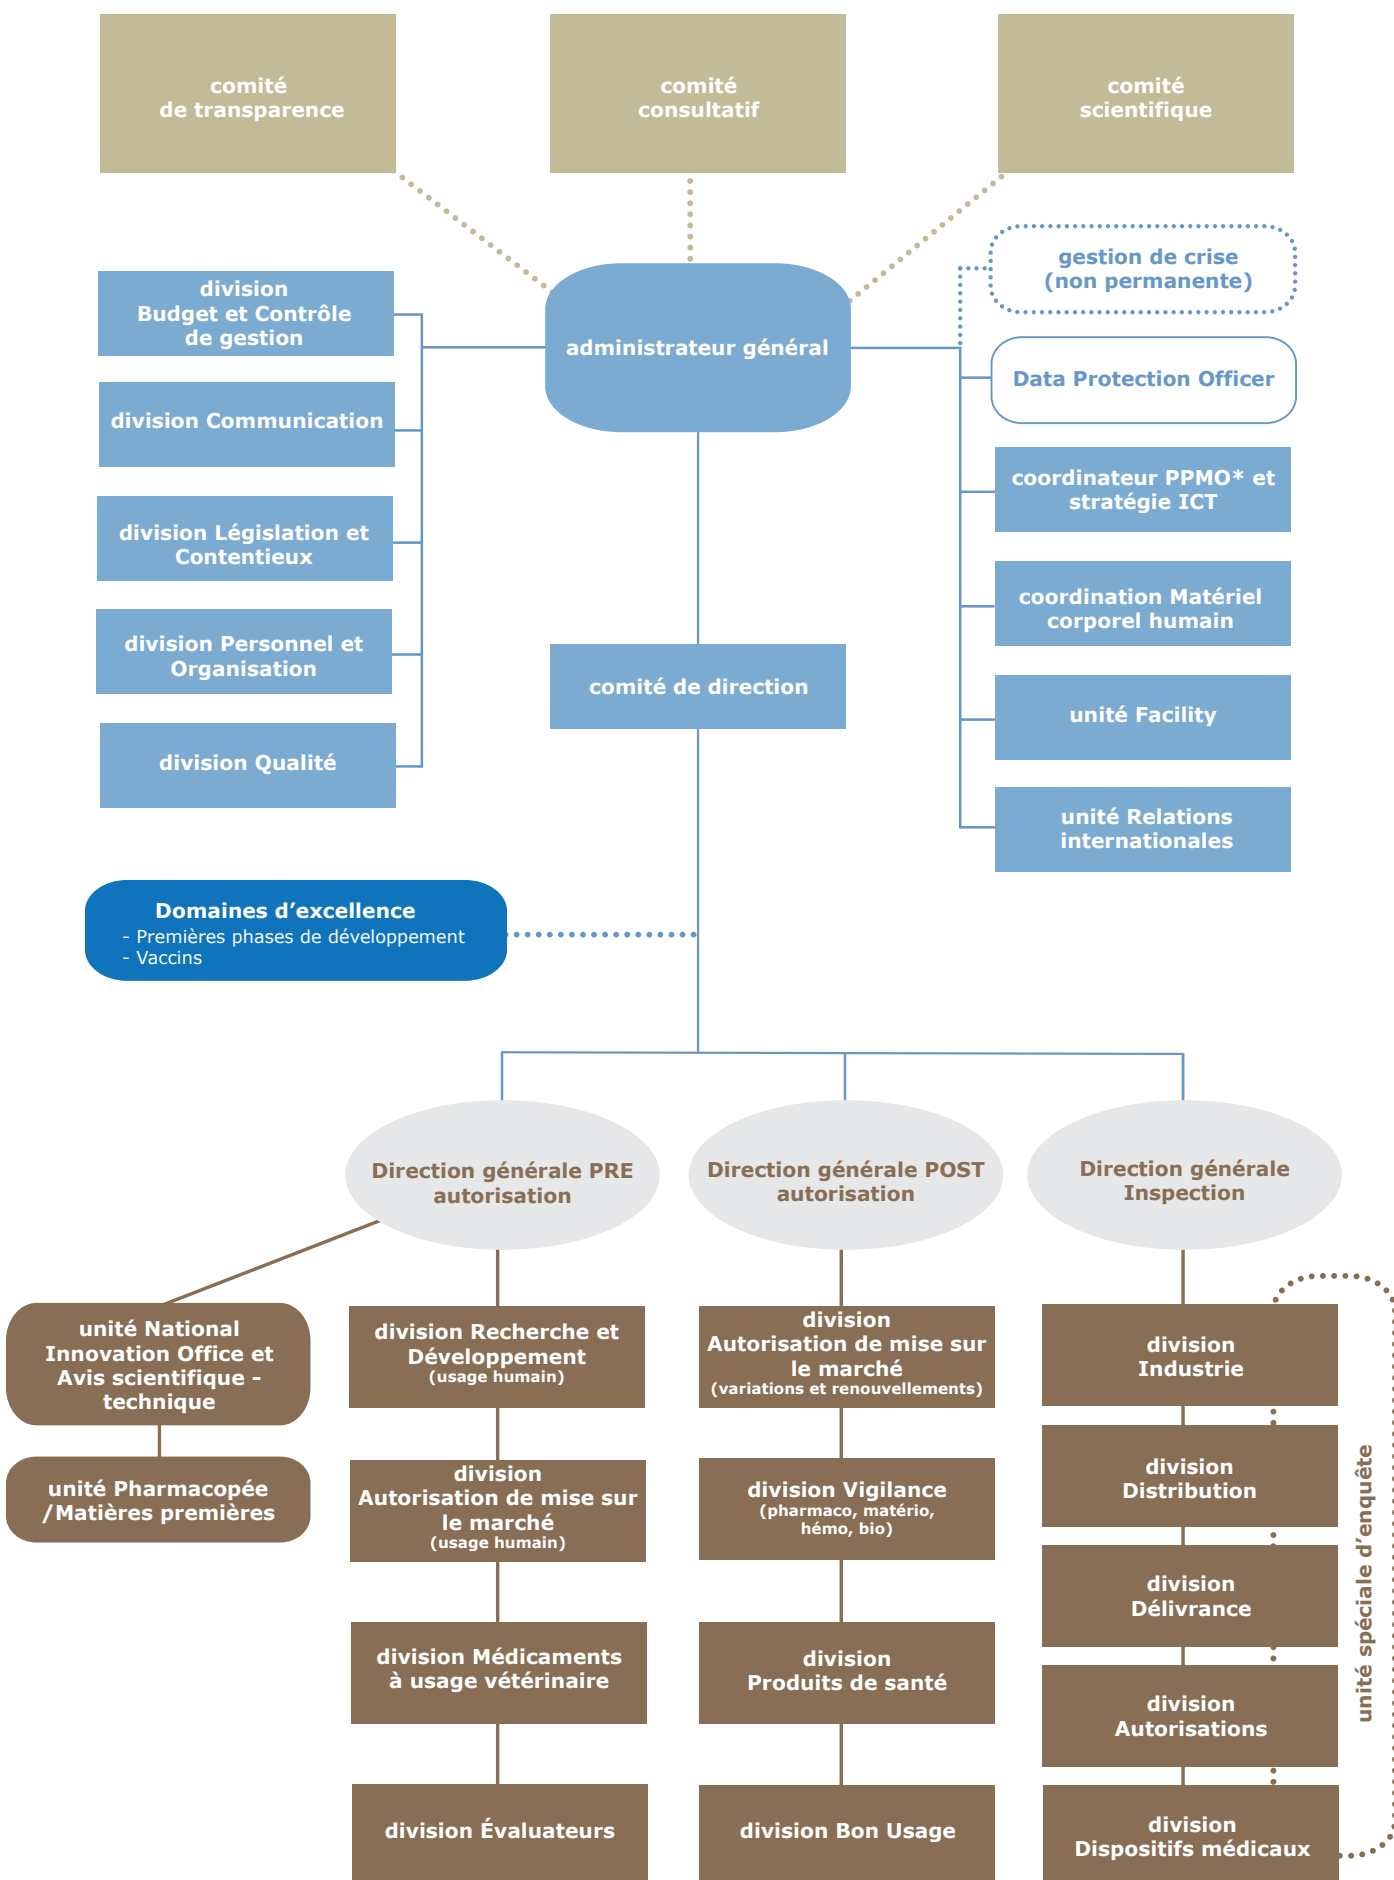 comité
de transparence
comité
consultatif
comité
scientifique
gestion de crise
(non permanente)
division
Budget et Contrôle
de gestion
administrateur général
Data Protection Officer
division Communication
coordinateur PPMO* et
stratégie ICT
division Législation et
Contentieux
coordination Matériel
corporel humain
division Personnel et
Organisation
comité de direction
unité Facility
division Qualité
unité Relations
internationales
Domaines d’excellence
- Premières phases de développement
- Vaccins
Direction générale PRE
autorisation
Direction générale POST
autorisation
Direction générale
Inspection
unité National
Innovation Office et
Avis scientifique –
technique
unité Pharmacopée
/Matières premières
division Recherche et
Développement
(usage humain)
division
Autorisation de mise sur
le marché
(usage humain)
division Médicaments
à usage vétérinaire
division Évaluateurs
division
Autorisation de mise sur
le marché
(variations et renouvellements)
division Vigilance
(pharmaco, matério,
hémo, bio)
division
Produits de santé
division Bon Usage
division
Industrie
division
Distribution
division
Délivrance
division
Autorisations
division
Dispositifs médicaux
unité spéciale d’enquête